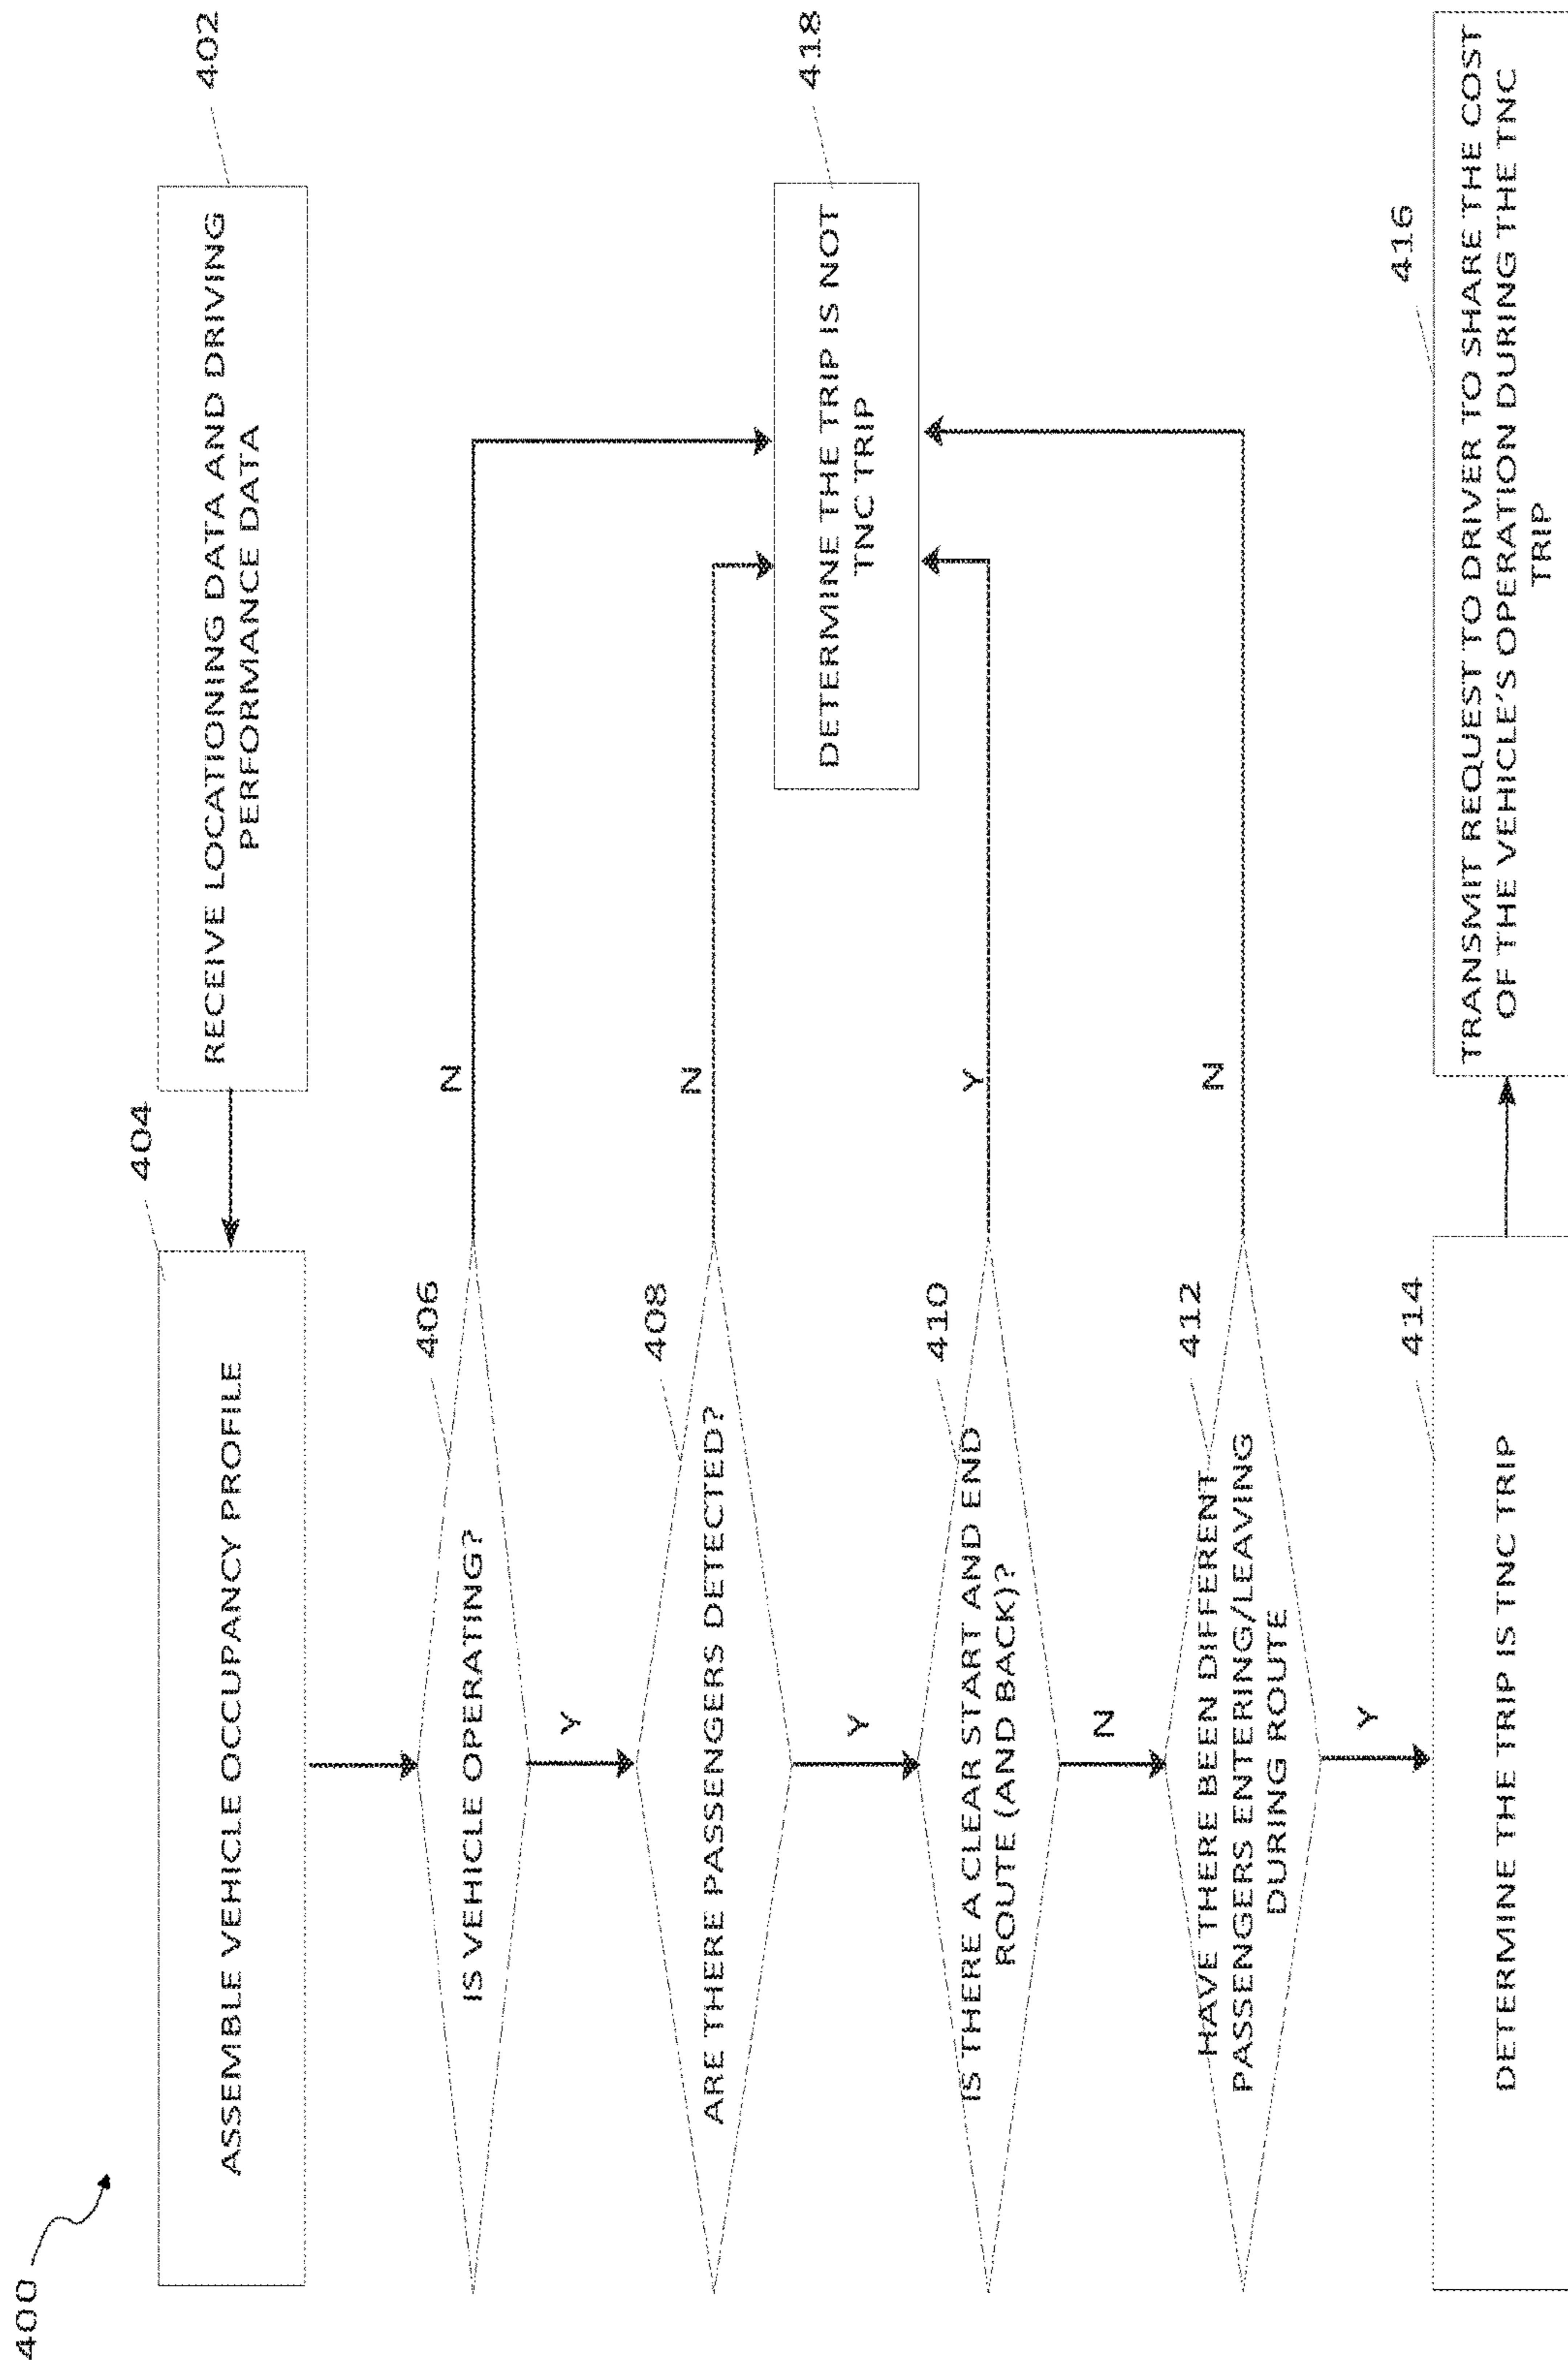 400
402
RECEIVE LOCATIONING DATA AND DRIVING
PERFORMANCE DATA
404
ASSEMBLE VEHICLE OCCUPANCY PROFILE
406
IS VEHICLE OPERATING?
N
Y
408
ARE THERE PASSENGERS DETECTED?
N
Y
410
IS THERE A CLEAR START AND END
ROUTE (AND BACK)?
Y
N
412
HAVE THERE BEEN DIFFERENT
PASSENGERS ENTERING/LEAVING
DURING ROUTE
N
Y
418
DETERMINE THE TRIP IS NOT
TNC TRIP
414
DETERMINE THE TRIP IS TNC TRIP
416
TRANSMIT REQUEST TO DRIVER TO SHARE THE COST
OF THE VEHICLE'S OPERATION DURING THE TNC
TRIP